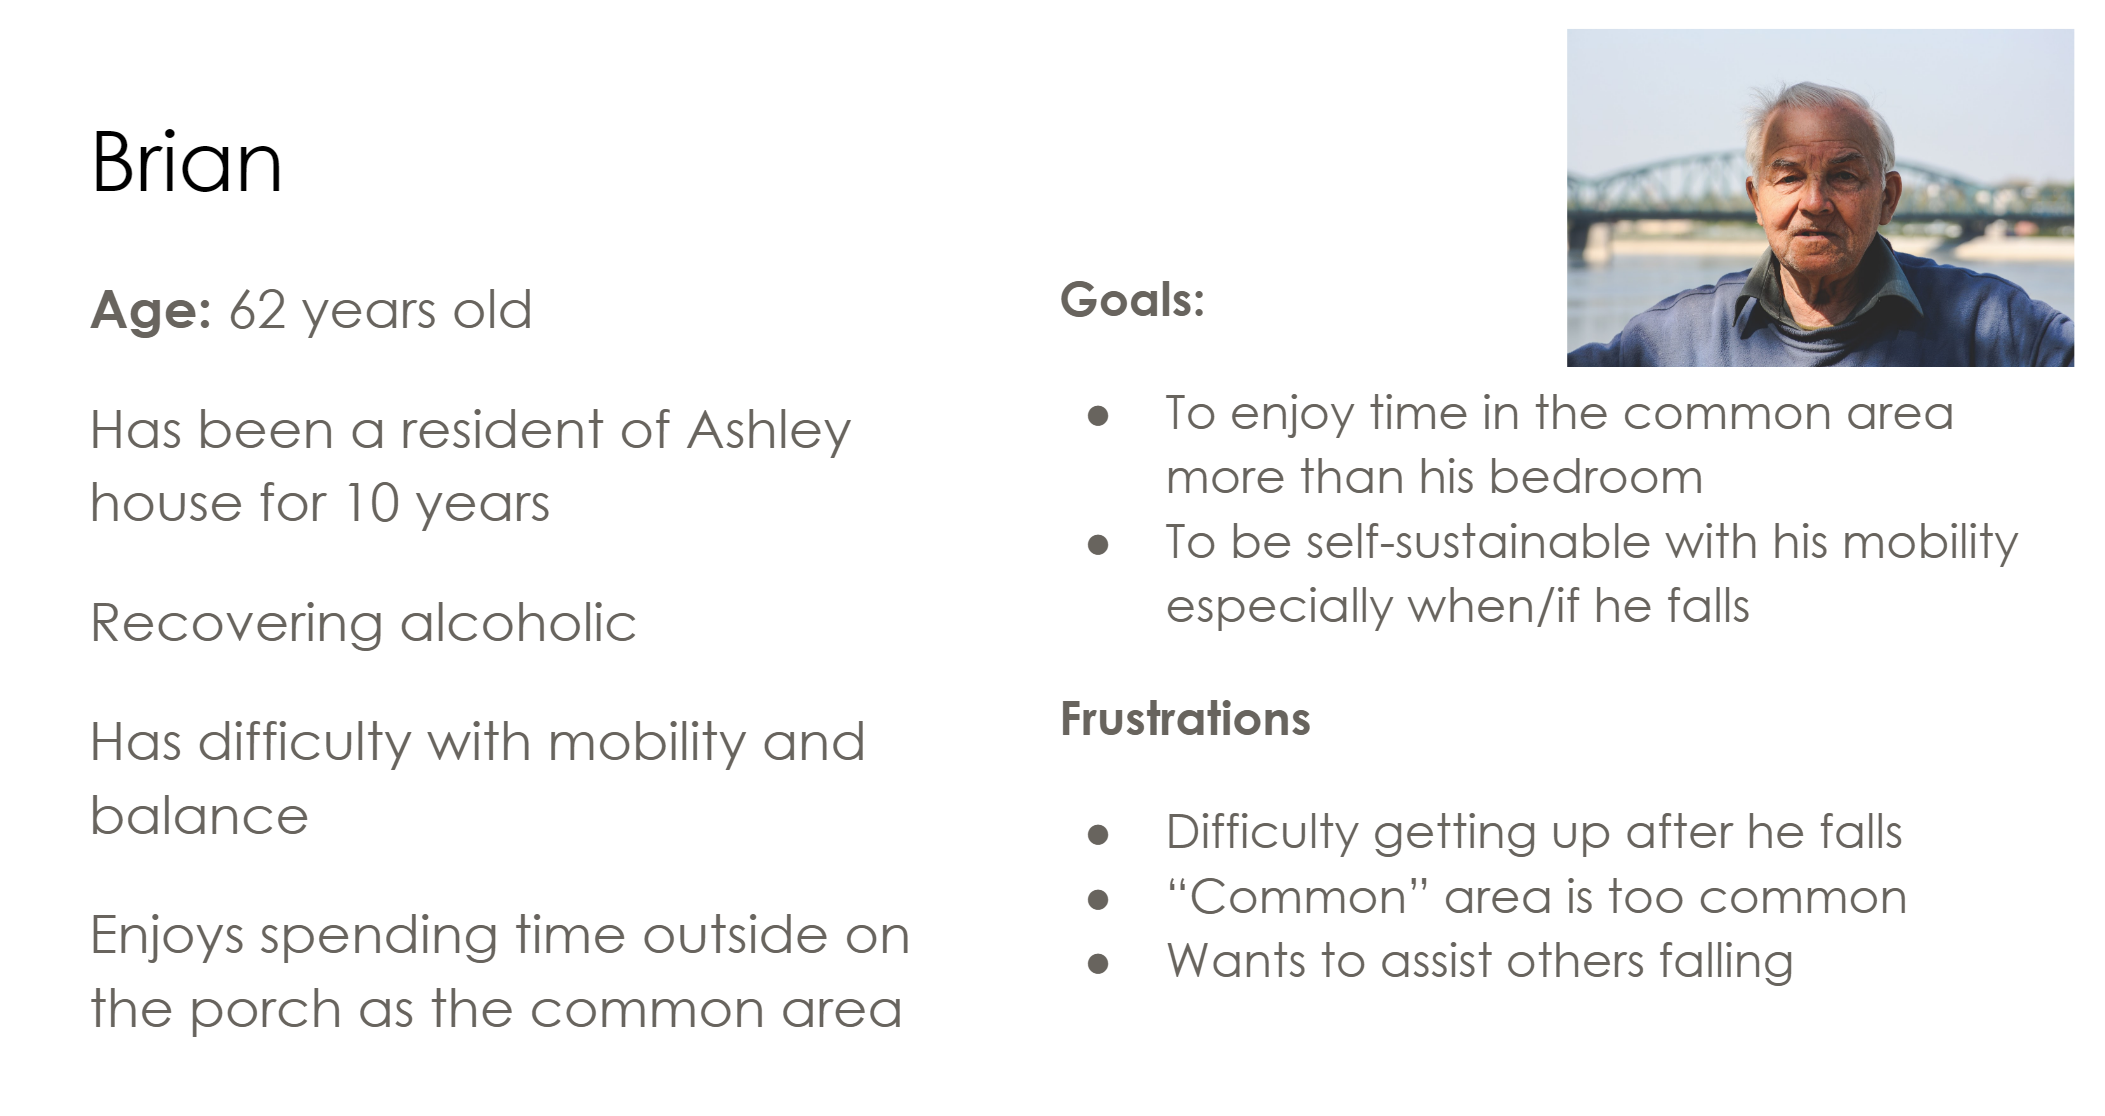 Brian
Age: 62 years old
Has been a resident of Ashley
house for 10 years
Recovering alcoholic
Has difficulty with mobility and
balance
Enjoys spending time outside on
the porch as the common area
Goals:
● To enjoy time in the common area
more than his bedroom
● To be self-sustainable with his mobility
especially when/if he falls
Frustrations
● Difficulty getting up after he falls
● “Common” area is too common
● Wants to assist others falling